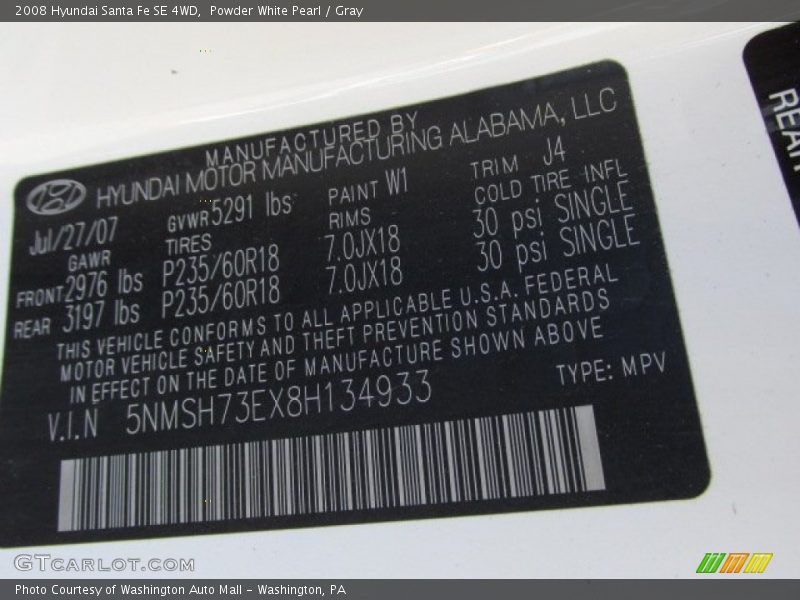 2008 Hyundai Santa Fe SE 4WD, Powder White Pearl / Gray
MANUFACTURED BY
HYUNDAI MOTOR MANUFACTURING ALABAMA, LLC
Jul/27/07 GVWR 5291 lbs PAINT W1 TRIM J4
GAWR TIRES RIMS COLD TIRE INFL
FRONT 2976 lbs P235/60R18 7.0JX18 30 psi SINGLE
REAR 3197 lbs P235/60R18 7.0JX18 30 psi SINGLE
THIS VEHICLE CONFORMS TO ALL APPLICABLE U.S.A. FEDERAL
MOTOR VEHICLE SAFETY AND THEFT PREVENTION STANDARDS
IN EFFECT ON THE DATE OF MANUFACTURE SHOWN ABOVE
V.I.N 5NMSH73EX8H134933 TYPE: MPV
REAR
GTCARLOT.COM
Photo Courtesy of Washington Auto Mall - Washington, PA